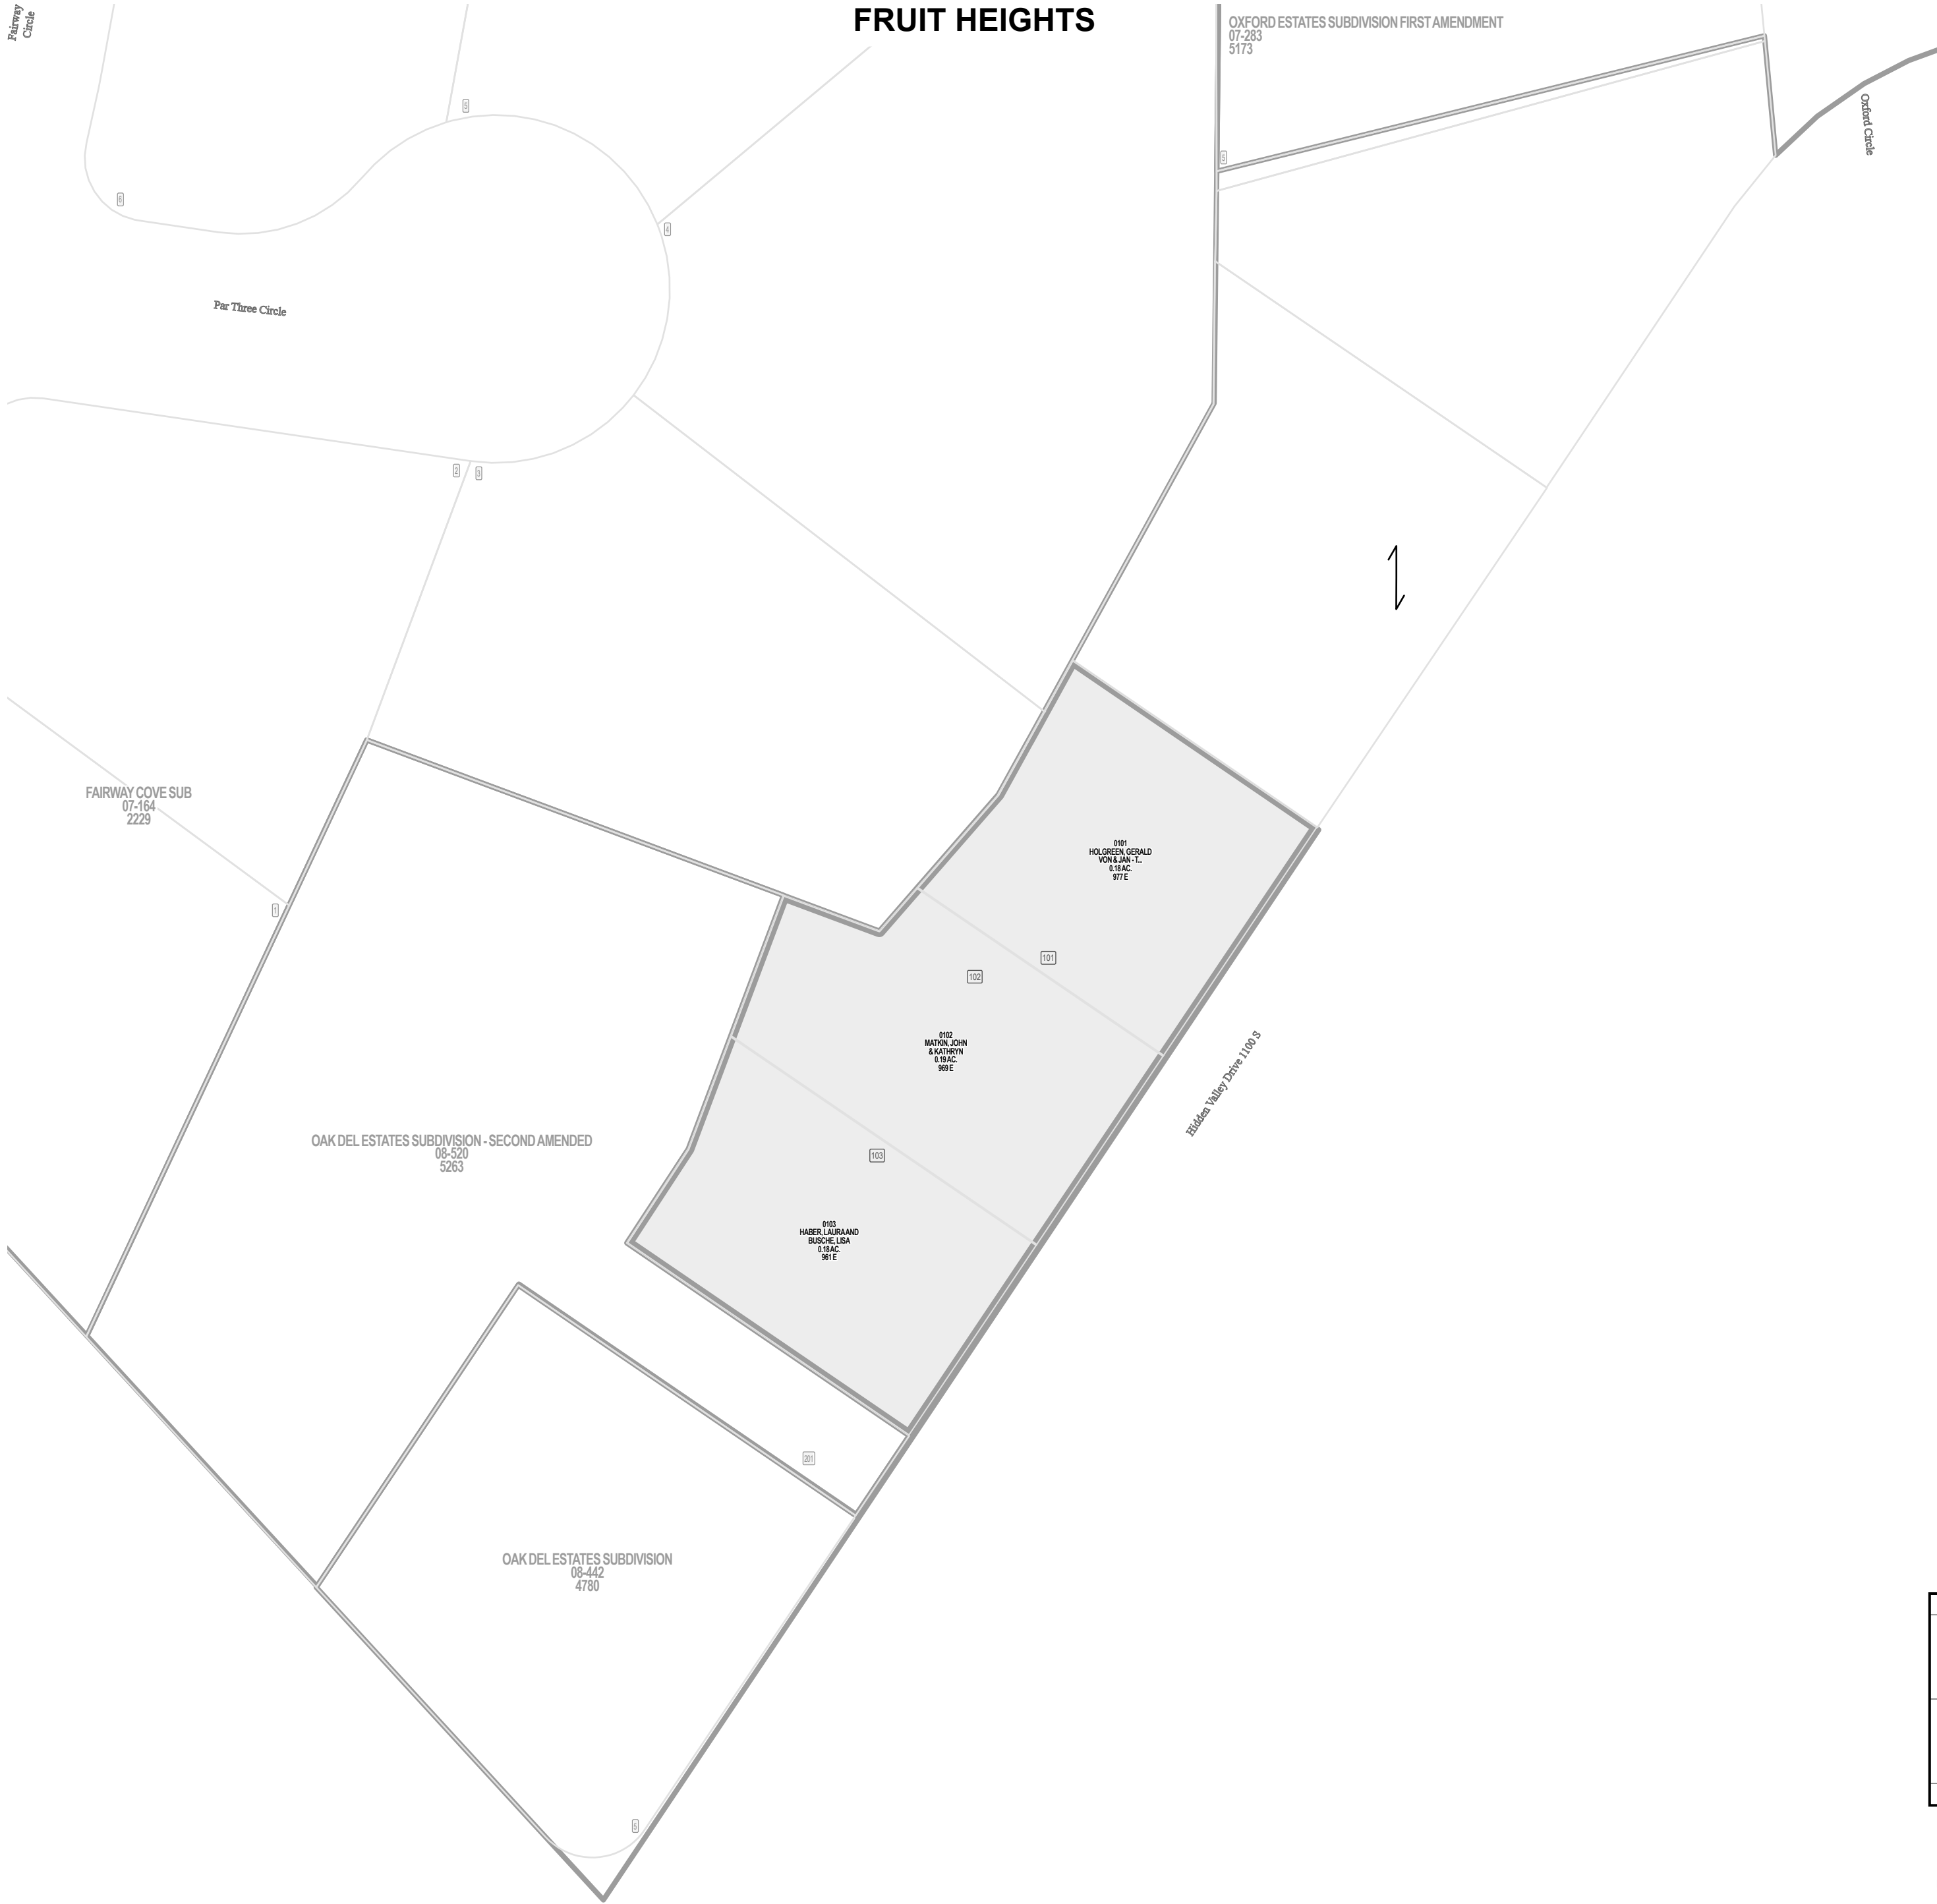 FRUIT HEIGHTS
Fairway
Circle
OXFORD ESTATES SUBDIVISION FIRST AMENDMENT
07-283
5173
Oxford Circle
Par Three Circle
FAIRWAY COVE SUB
07-164
2229
0101
HOLGREEN, GERALD
VON & JAN - T...
0.18 AC.
977 E
101
102
0102
MATKIN, JOHN
& KATHRYN
0.19 AC.
969 E
Hidden Valley Drive 1100 S
OAK DEL ESTATES SUBDIVISION - SECOND AMENDED
08-520
5263
103
0103
HABER, LAURA AND
BUSCHE, LISA
0.18 AC.
961 E
201
OAK DEL ESTATES SUBDIVISION
08-442
4780